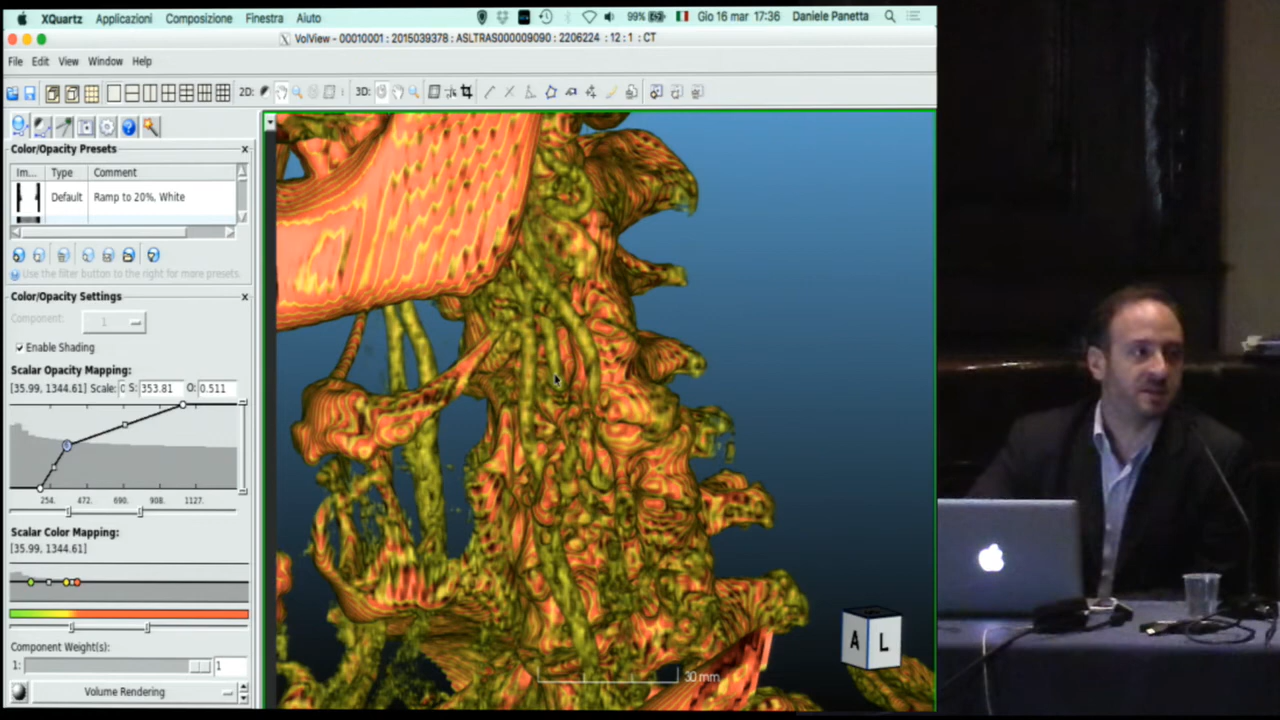 XQuartz Applicazioni Composizione Finestra Aiuto 99% Gio 16 mar 17:36 Daniele Panetta
VolView - 00010001 : 2015039378 : ASLTRAS000009090 : 2206224 : 12 : 1 : CT
File Edit View Window Help
2D: 3D:
Color/Opacity Presets x
Im... Type Comment
Default Ramp to 20%, White
Use the filter button to the right for more presets.
Color/Opacity Settings x
Component: 1
Enable Shading
Scalar Opacity Mapping:
[35.99, 1344.61] Scale: S: 353.81 O: 0.511
254. 472. 690. 908. 1127.
Scalar Color Mapping:
[35.99, 1344.61]
Component Weight(s):
1: 1
Volume Rendering
A L
30 mm